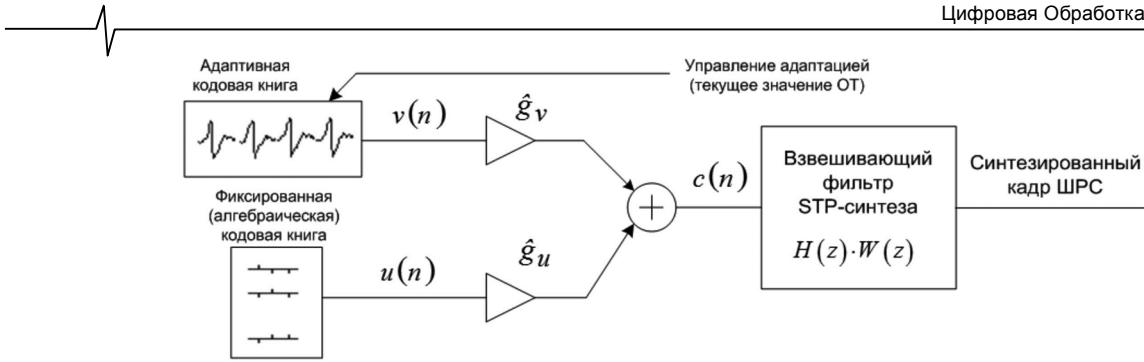 Цифровая Обработка
Адаптивная
кодовая книга
Управление адаптацией
(текущее значение ОТ)
v(n)
ĝv
Взвешивающий
фильтр
STP-синтеза
H(z)·W(z)
Синтезированный
кадр ШРС
c(n)
+
Фиксированная
(алгебраическая)
кодовая книга
u(n)
ĝu